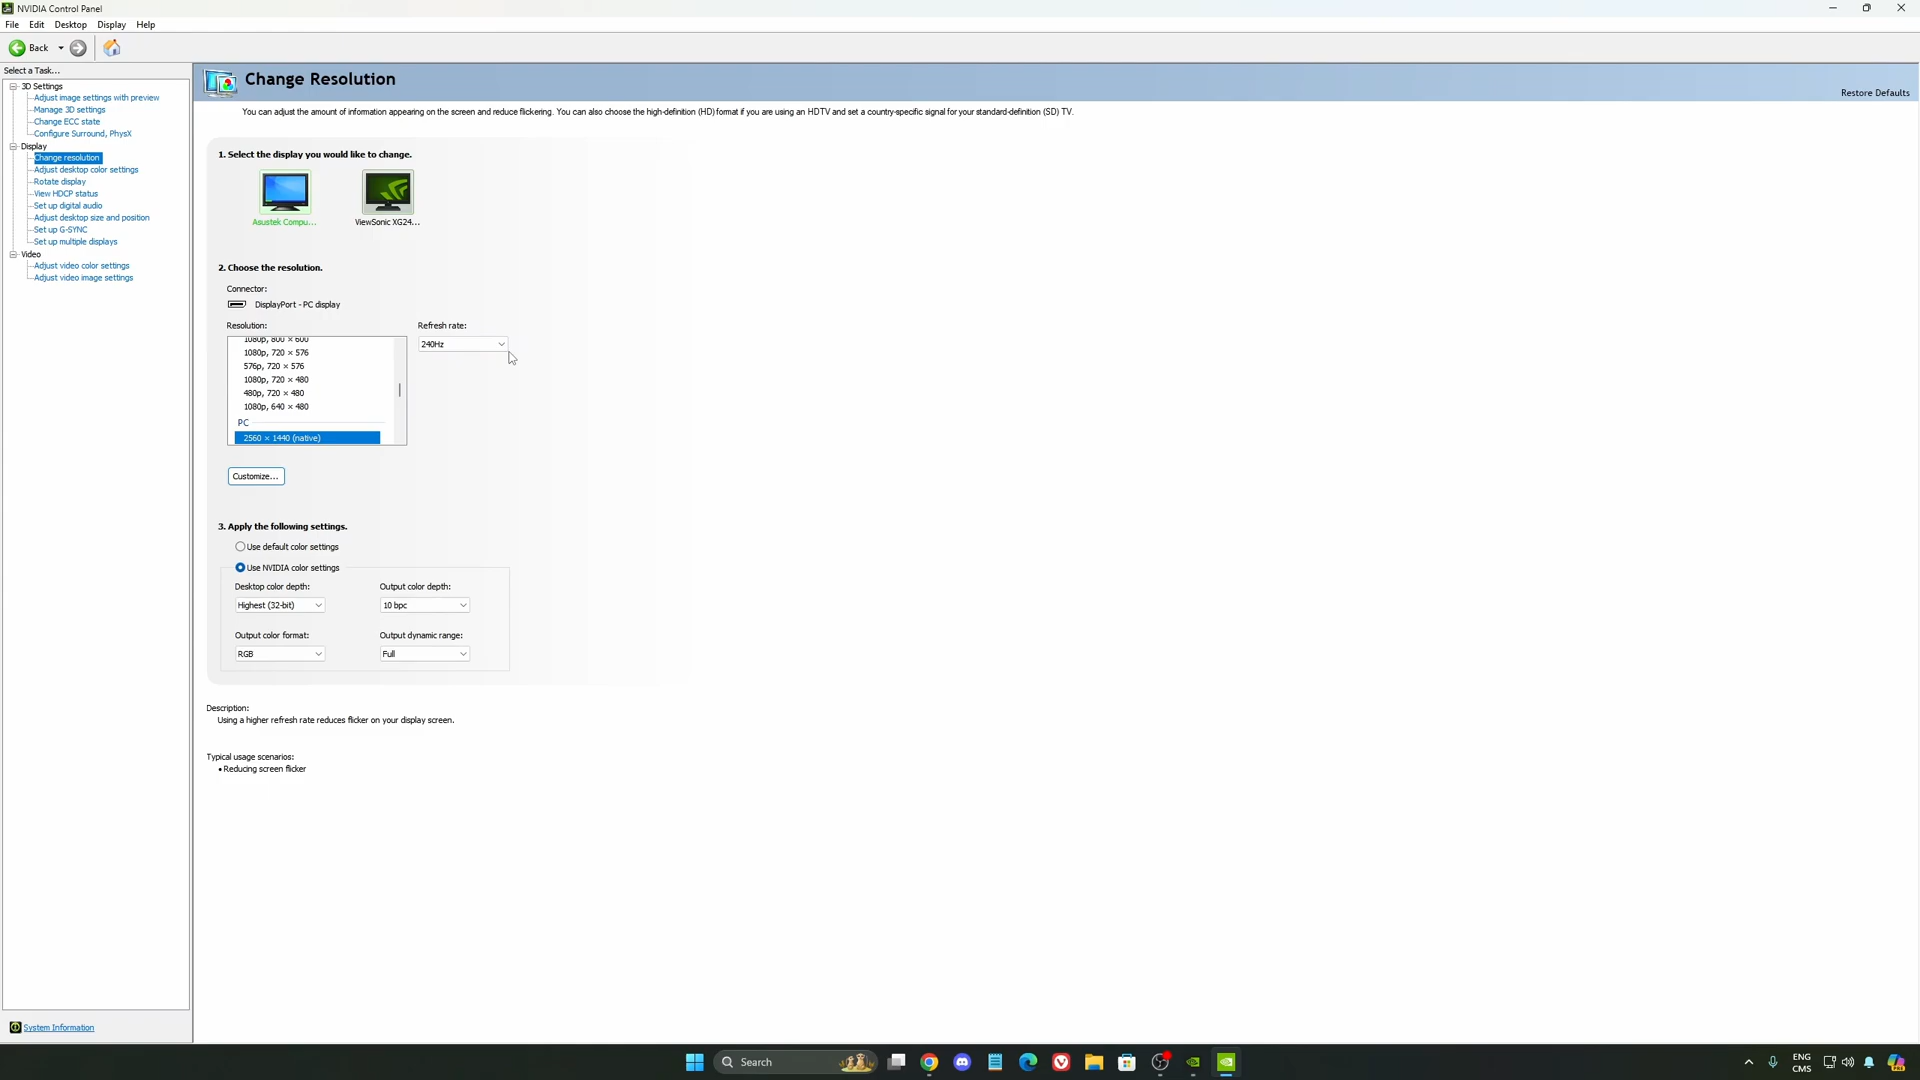 NVIDIA Control Panel
File Edit Desktop Display Help
Back
Select a Task...
3D Settings
Adjust image settings with preview
Manage 3D settings
Change ECC state
Configure Surround, PhysX
Display
Change resolution
Adjust desktop color settings
Rotate display
View HDCP status
Set up digital audio
Adjust desktop size and position
Set up G-SYNC
Set up multiple displays
Video
Adjust video color settings
Adjust video image settings
System Information
Change Resolution
Restore Defaults
You can adjust the amount of information appearing on the screen and reduce flickering. You can also choose the high-definition (HD) format if you are using an HDTV and set a country-specific signal for your standard-definition (SD) TV.
1. Select the display you would like to change.
Asustek Compu... ViewSonic XG24...
2. Choose the resolution.
Connector:
DisplayPort - PC display
Resolution: Refresh rate:
1080p, 800 × 600
240Hz
1080p, 720 × 576
576p, 720 × 576
1080p, 720 × 480
480p, 720 × 480
1080p, 640 × 480
PC
2560 × 1440 (native)
Customize...
3. Apply the following settings.
Use default color settings
Use NVIDIA color settings
Desktop color depth: Output color depth:
Highest (32-bit) 10 bpc
Output color format: Output dynamic range:
RGB Full
Description:
Using a higher refresh rate reduces flicker on your display screen.
Typical usage scenarios:
• Reducing screen flicker
Search
ENG
CMS
PRE